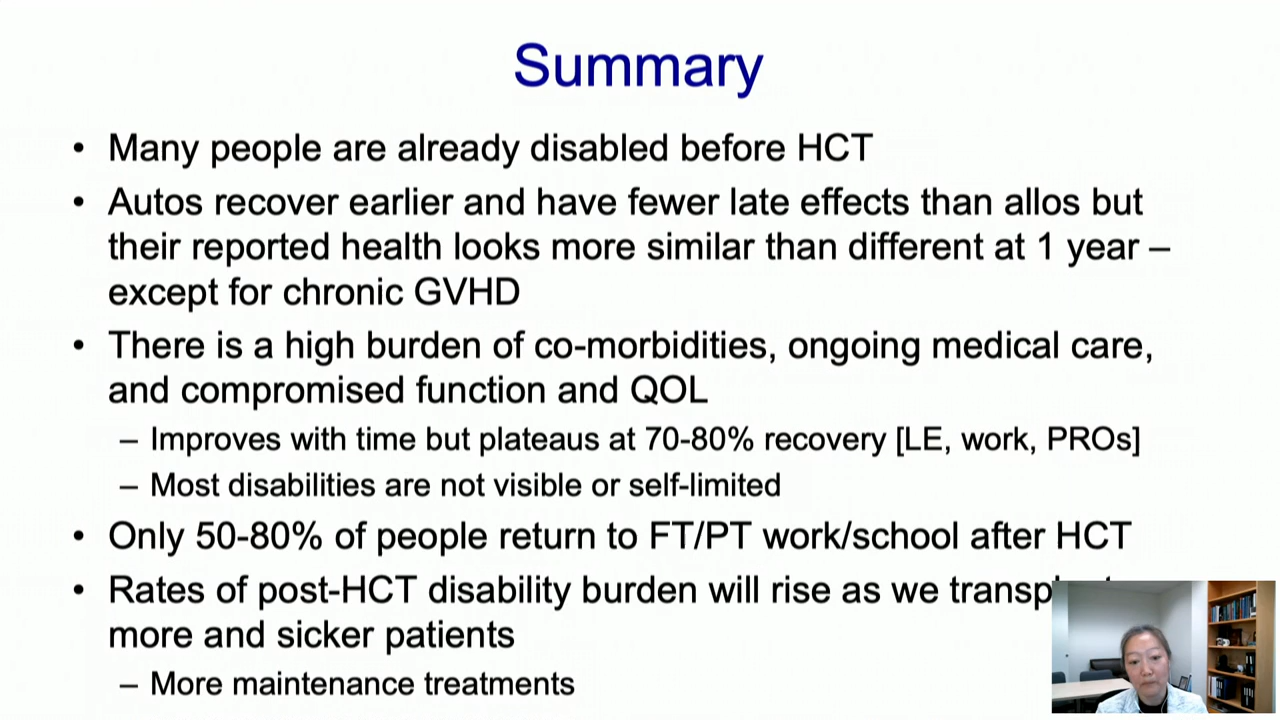 Summary
• Many people are already disabled before HCT
• Autos recover earlier and have fewer late effects than allos but
their reported health looks more similar than different at 1 year –
except for chronic GVHD
• There is a high burden of co-morbidities, ongoing medical care,
and compromised function and QOL
– Improves with time but plateaus at 70-80% recovery [LE, work, PROs]
– Most disabilities are not visible or self-limited
• Only 50-80% of people return to FT/PT work/school after HCT
• Rates of post-HCT disability burden will rise as we
more and sicker patients
– More maintenance treatments